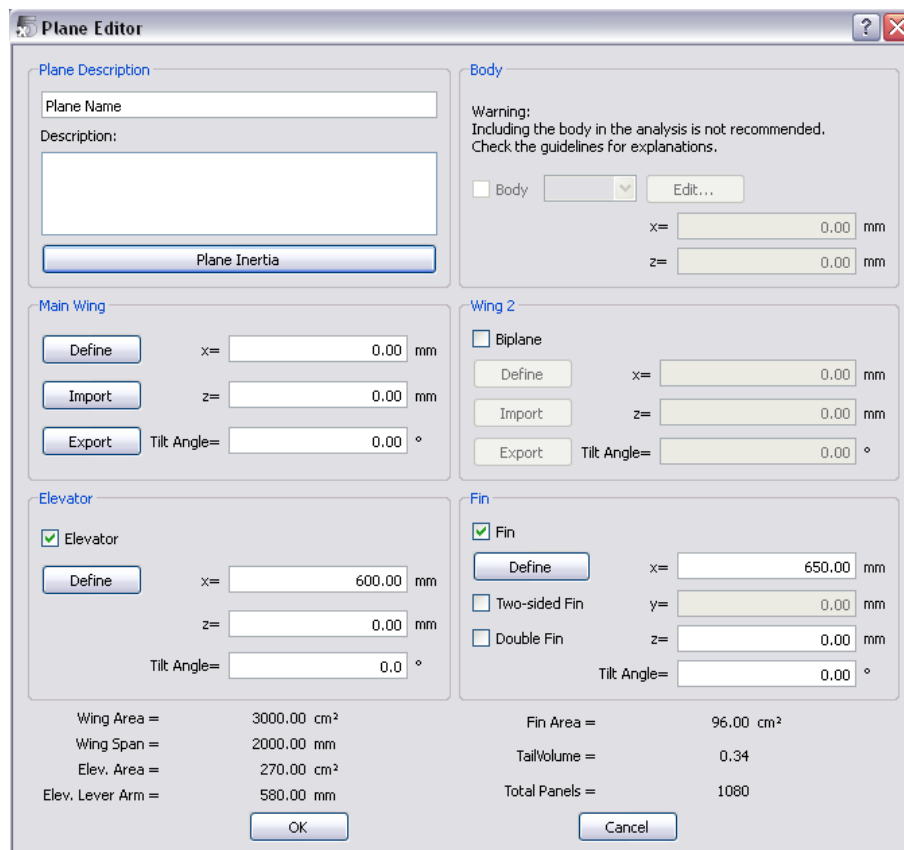 Plane Editor
Plane Description
Plane Name
Description:
Plane Inertia
Body
Warning:
Including the body in the analysis is not recommended.
Check the guidelines for explanations.
Body Edit...
x= 0.00 mm
z= 0.00 mm
Main Wing
Define x= 0.00 mm
Import z= 0.00 mm
Export Tilt Angle= 0.00 °
Wing 2
Biplane
Define x= 0.00 mm
Import z= 0.00 mm
Export Tilt Angle= 0.00 °
Elevator
Elevator
Define x= 600.00 mm
z= 0.00 mm
Tilt Angle= 0.0 °
Fin
Fin
Define x= 650.00 mm
Two-sided Fin y= 0.00 mm
Double Fin z= 0.00 mm
Tilt Angle= 0.00 °
Wing Area = 3000.00 cm²
Wing Span = 2000.00 mm
Elev. Area = 270.00 cm²
Elev. Lever Arm = 580.00 mm
Fin Area = 96.00 cm²
TailVolume = 0.34
Total Panels = 1080
OK
Cancel